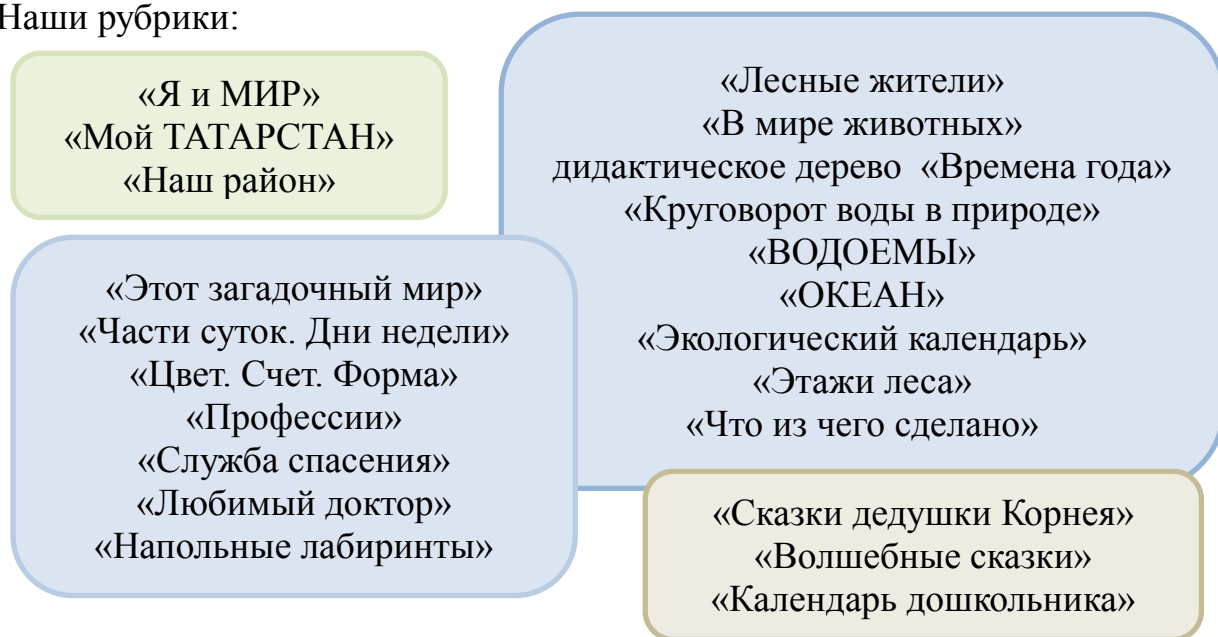 Наши рубрики:
«Я и МИР»
«Мой ТАТАРСТАН»
«Наш район»
«Лесные жители»
«В мире животных»
дидактическое дерево «Времена года»
«Круговорот воды в природе»
«ВОДОЕМЫ»
«ОКЕАН»
«Экологический календарь»
«Этажи леса»
«Что из чего сделано»
«Этот загадочный мир»
«Части суток. Дни недели»
«Цвет. Счет. Форма»
«Профессии»
«Служба спасения»
«Любимый доктор»
«Напольные лабиринты»
«Сказки дедушки Корнея»
«Волшебные сказки»
«Календарь дошкольника»